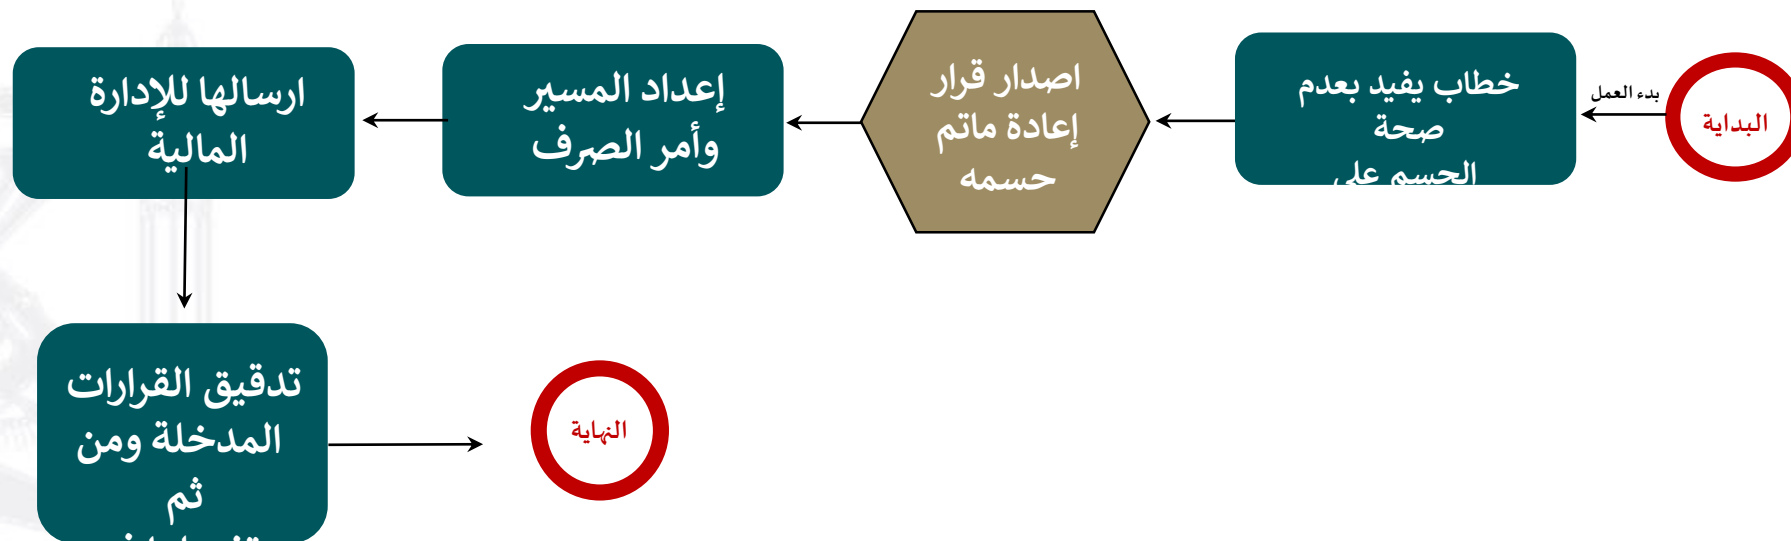 البداية
بدء العمل
خطاب يفيد بعدم
صحة
الحسم على
اصدار قرار
إعادة ماتم
حسمه
إعداد المسير
وأمر الصرف
ارسالها للإدارة
المالية
تدقيق القرارات
المدخلة ومن
ثم
النهاية